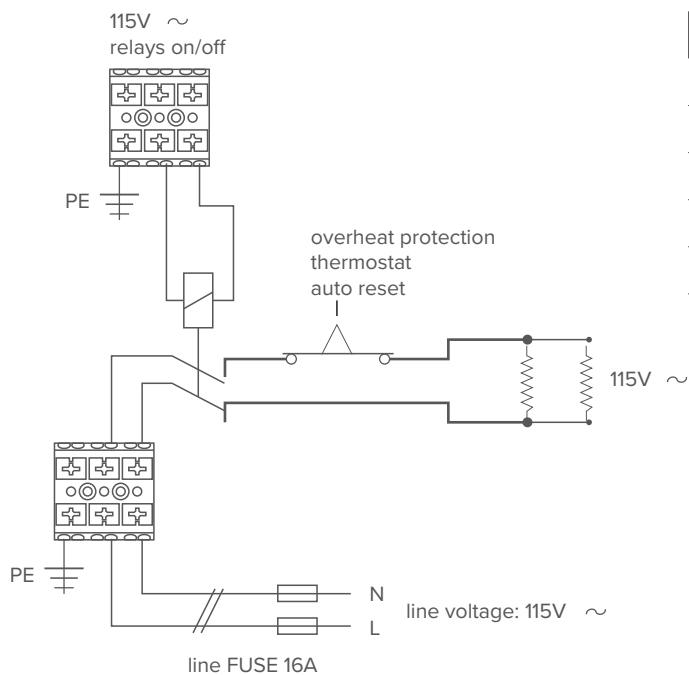 115V ~
relays on/off
PE
overheat protection
thermostat
auto reset
115V ~
PE
N
L
line voltage: 115V ~
line FUSE 16A